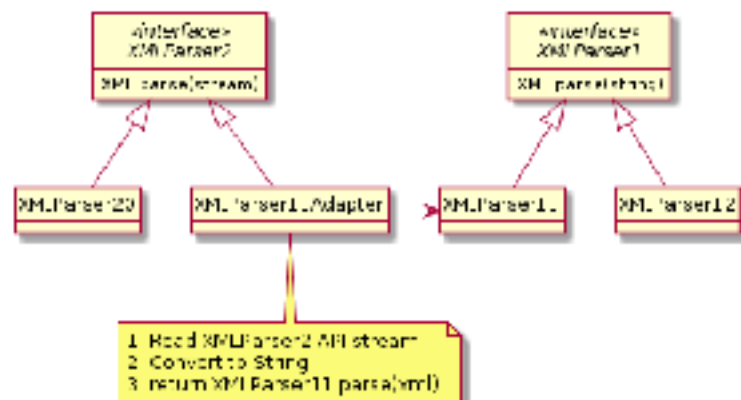 «interface»
XMLParser2
XML parse(stream)
«interface»
XMLParser1
XML parse(string)
XMLParser20
XMLParser11Adapter
XMLParser11
XMLParser12
1 Read XMLParser2 API stream
2 Convert to String
3 return XMLParser11 parse(xml)